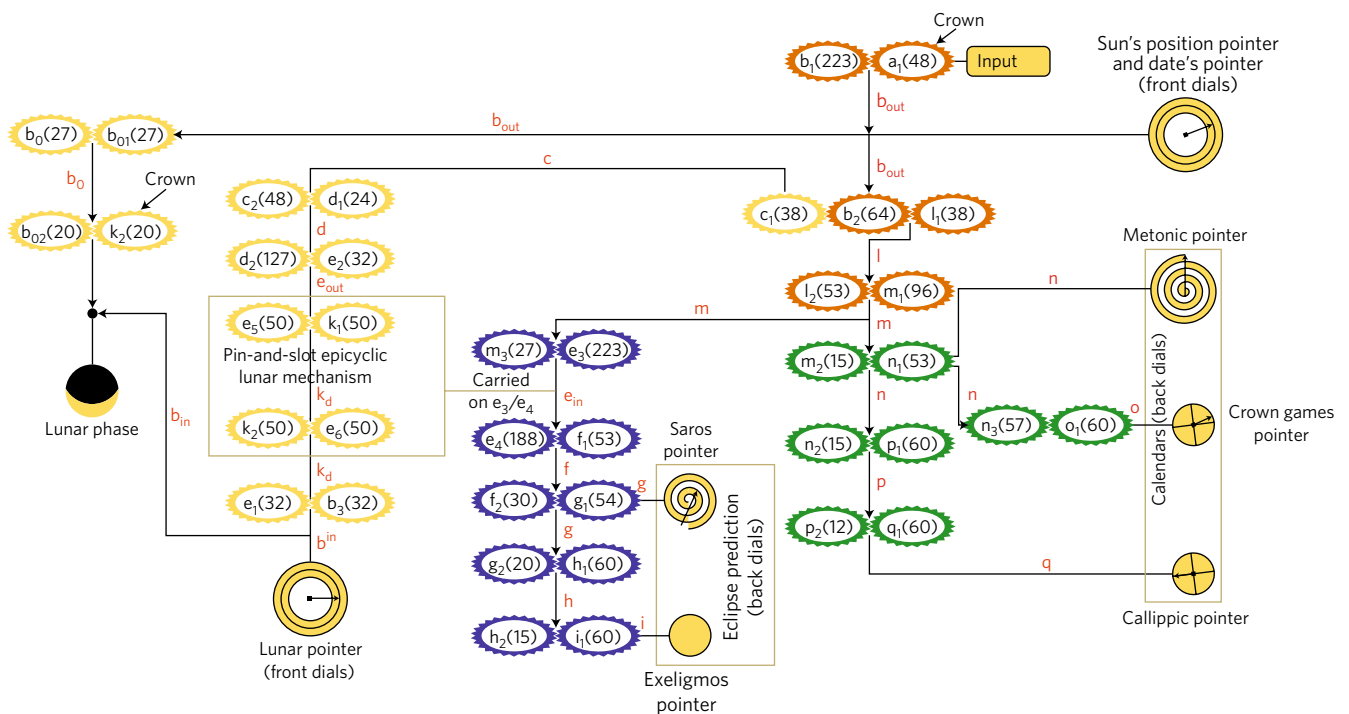 Crown
b1(223) a1(48) Input
Sun's position pointer
and date's pointer
(front dials)
bout
bout
b0(27) b01(27)
c
bout
b0
Crown
c2(48) d1(24)
c1(38) b2(64) l1(38)
b02(20) k2(20)
d
l
Metonic pointer
d2(127) e2(32)
eout
l2(53) m1(96)
n
m
m
e5(50) k1(50)
Pin-and-slot epicyclic
lunar mechanism
m3(27) e3(223)
m2(15) n1(53)
Carried
on e3/e4
kd
ein
n
n
o
Lunar phase
bin
k2(50) e6(50)
e4(188) f1(53)
n2(15) p1(60)
n3(57) o1(60)
Crown games
pointer
Calendars (back dials)
kd
f
Saros
pointer
g
p
e1(32) b3(32)
f2(30) g1(54)
p2(12) q1(60)
bin
g
g2(20) h1(60)
Eclipse prediction
(back dials)
q
h
i
h2(15) i1(60)
Callippic pointer
Lunar pointer
(front dials)
Exeligmos
pointer